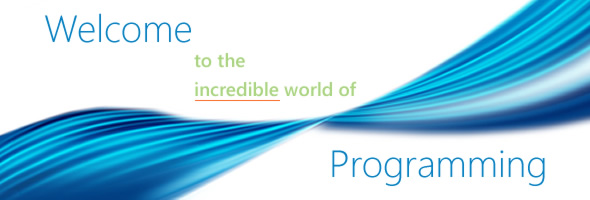 Welcome
to the
incredible world of
Programming